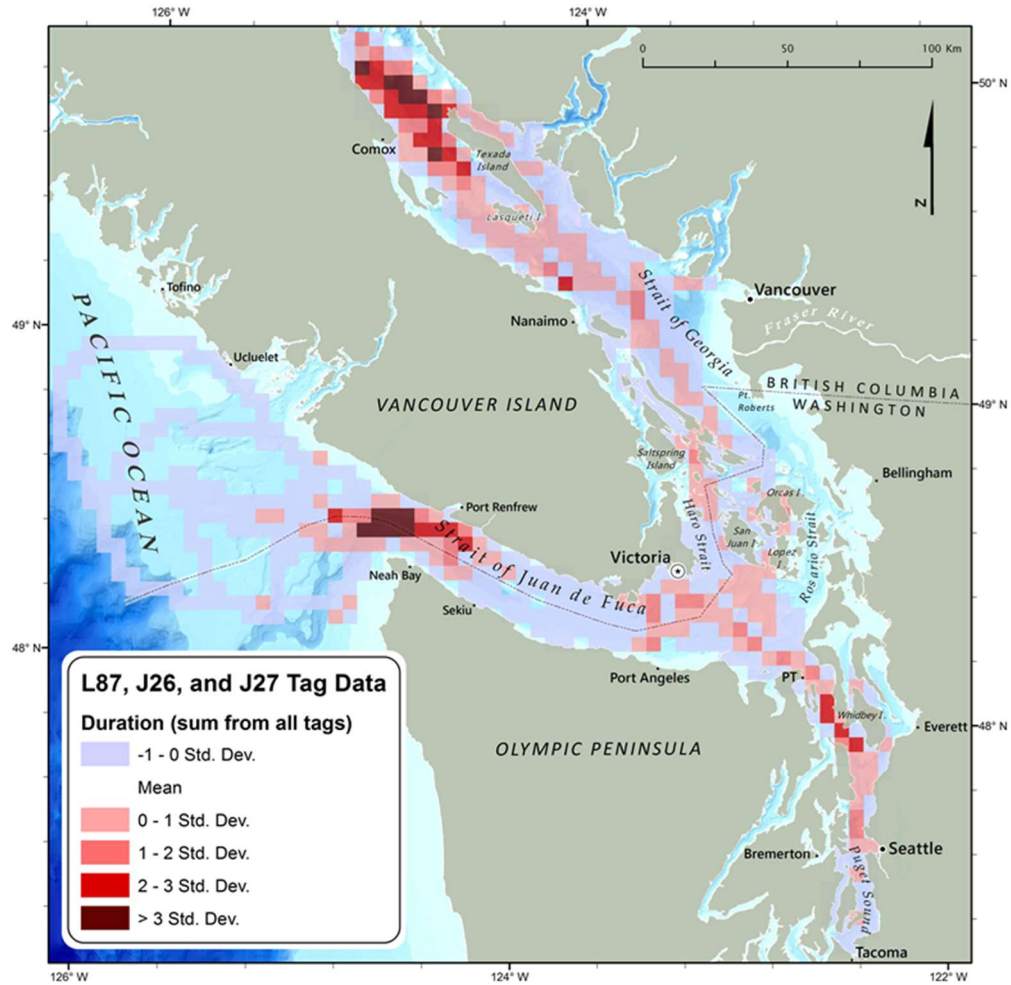 126° W
124° W
0 50 100 Km
50° N
Comox
Texada
Island
Lasqueti I.
N
Tofino
Strait of Georgia
Vancouver
Fraser River
49° N
Nanaimo
PACIFIC OCEAN
Ucluelet
VANCOUVER ISLAND
Pt.
Roberts
BRITISH COLUMBIA
WASHINGTON
49° N
Saltspring
Island
Bellingham
Orcas I.
Haro Strait
San
Juan I.
Lopez
I.
Rosario Strait
Port Renfrew
Strait of Juan de Fuca
Victoria
Neah Bay
Sekiu
48° N
Port Angeles
PT
Whidbey I.
Everett
48° N
OLYMPIC PENINSULA
L87, J26, and J27 Tag Data
Duration (sum from all tags)
-1 - 0 Std. Dev.
Mean
0 - 1 Std. Dev.
1 - 2 Std. Dev.
2 - 3 Std. Dev.
> 3 Std. Dev.
Bremerton
Seattle
Puget Sound
Tacoma
126° W
124° W
122° W